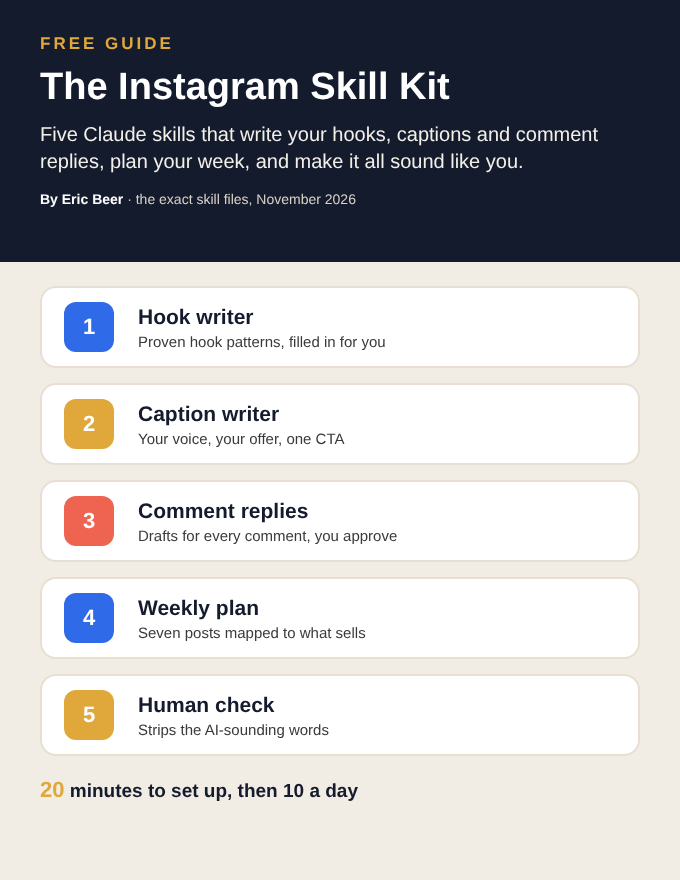 FREE GUIDE
The Instagram Skill Kit
Five Claude skills that write your hooks, captions and comment
replies, plan your week, and make it all sound like you.
By Eric Beer · the exact skill files, November 2026
1
Hook writer
Proven hook patterns, filled in for you
2
Caption writer
Your voice, your offer, one CTA
3
Comment replies
Drafts for every comment, you approve
4
Weekly plan
Seven posts mapped to what sells
5
Human check
Strips the AI-sounding words
20 minutes to set up, then 10 a day